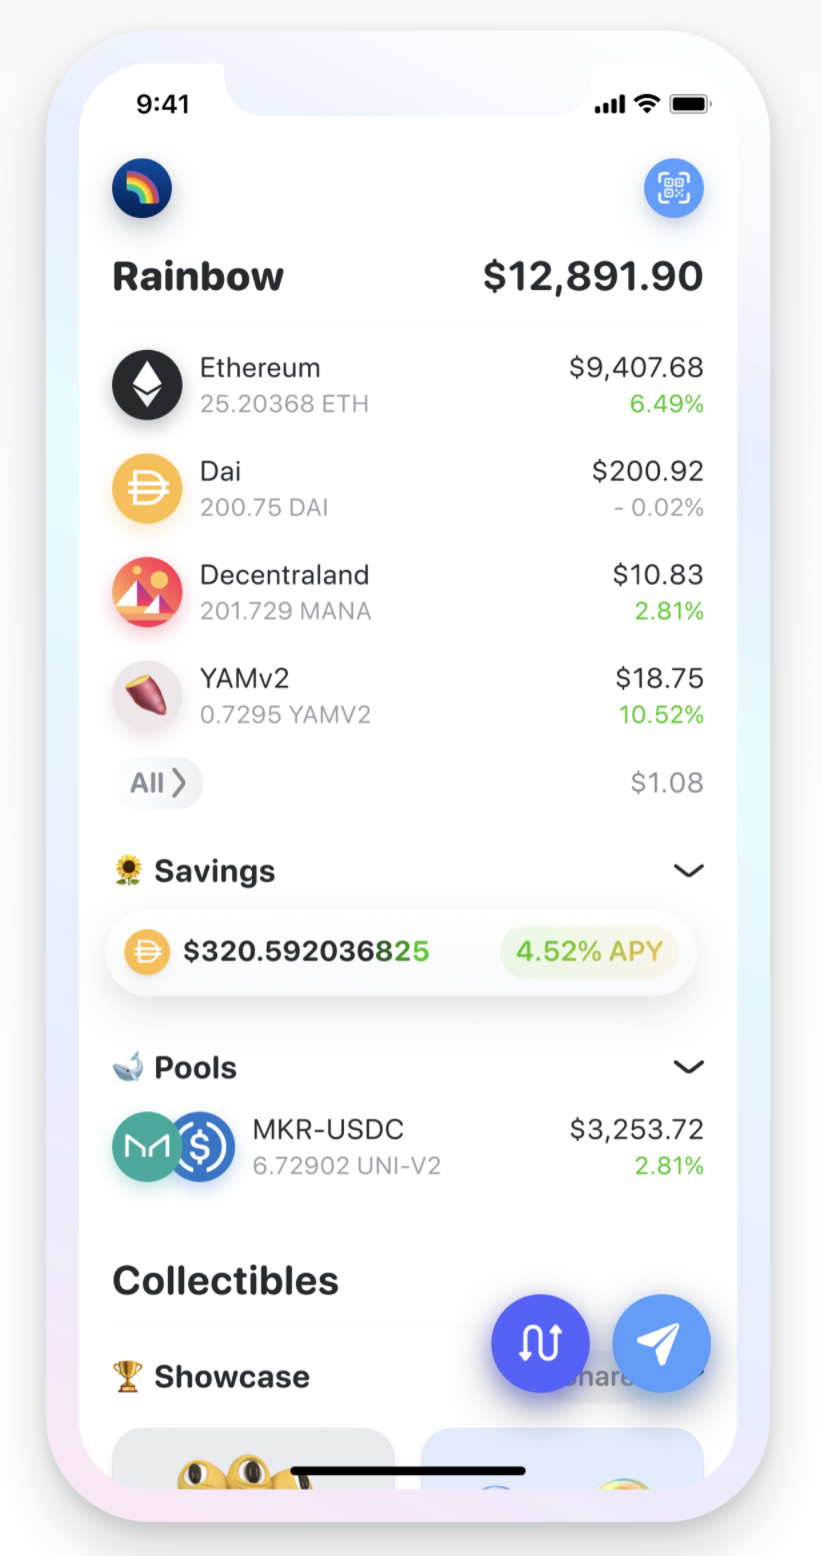 9:41
Rainbow $12,891.90
Ethereum $9,407.68
25.20368 ETH 6.49%
Dai $200.92
200.75 DAI - 0.02%
Decentraland $10.83
201.729 MANA 2.81%
YAMv2 $18.75
0.7295 YAMV2 10.52%
All $1.08
Savings
$320.592036825 4.52% APY
Pools
MKR-USDC $3,253.72
6.72902 UNI-V2 2.81%
Collectibles
Showcase Share